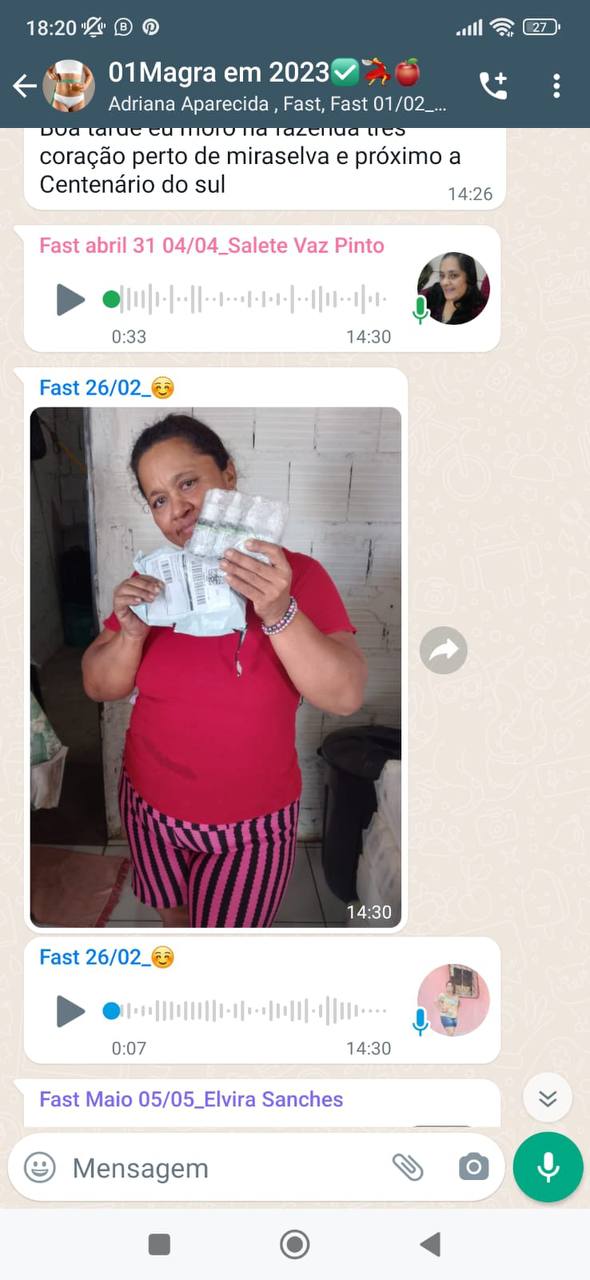 18:20
27
01Magra em 2023✅💃🍎
Adriana Aparecida , Fast, Fast 01/02_...
Boa tarde eu moro na fazenda três
coração perto de miraselva e próximo a
Centenário do sul
14:26
Fast abril 31 04/04_Salete Vaz Pinto
0:33
14:30
Fast 26/02_☺️
14:30
Fast 26/02_☺️
0:07
14:30
Fast Maio 05/05_Elvira Sanches
Mensagem